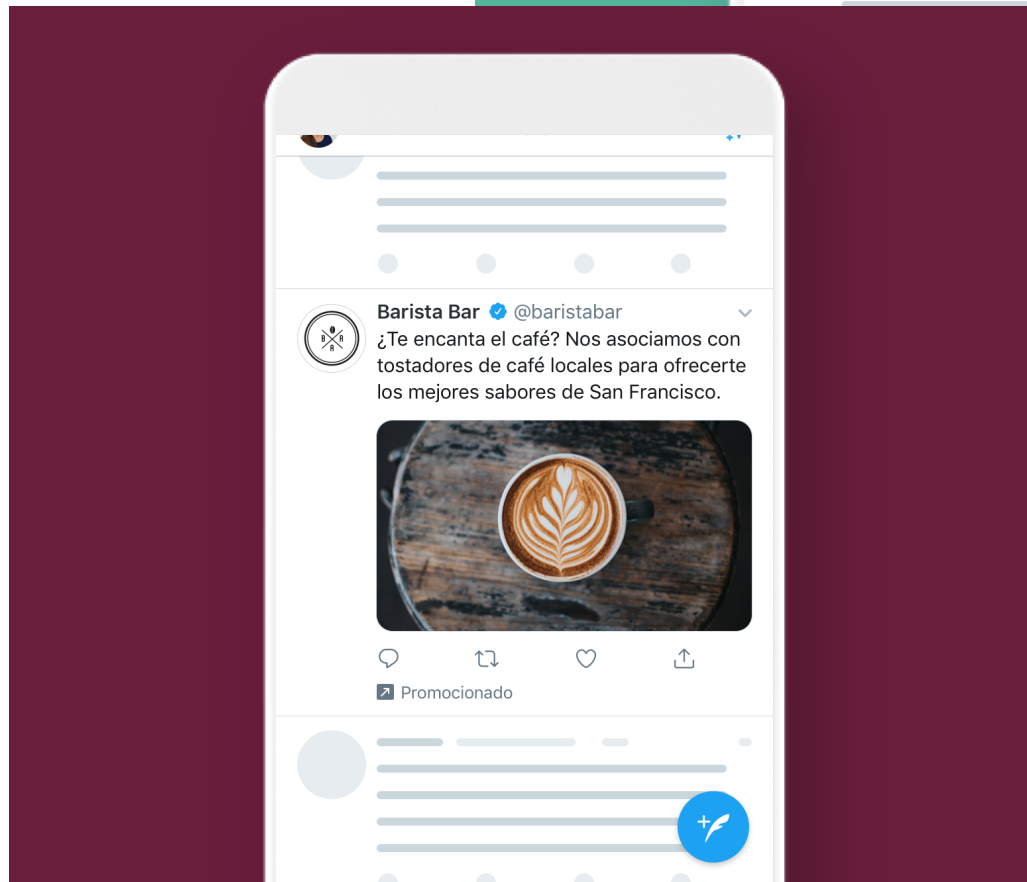 Barista Bar @baristabar
¿Te encanta el café? Nos asociamos con
tostadores de café locales para ofrecerte
los mejores sabores de San Francisco.
B A R
A
Promocionado